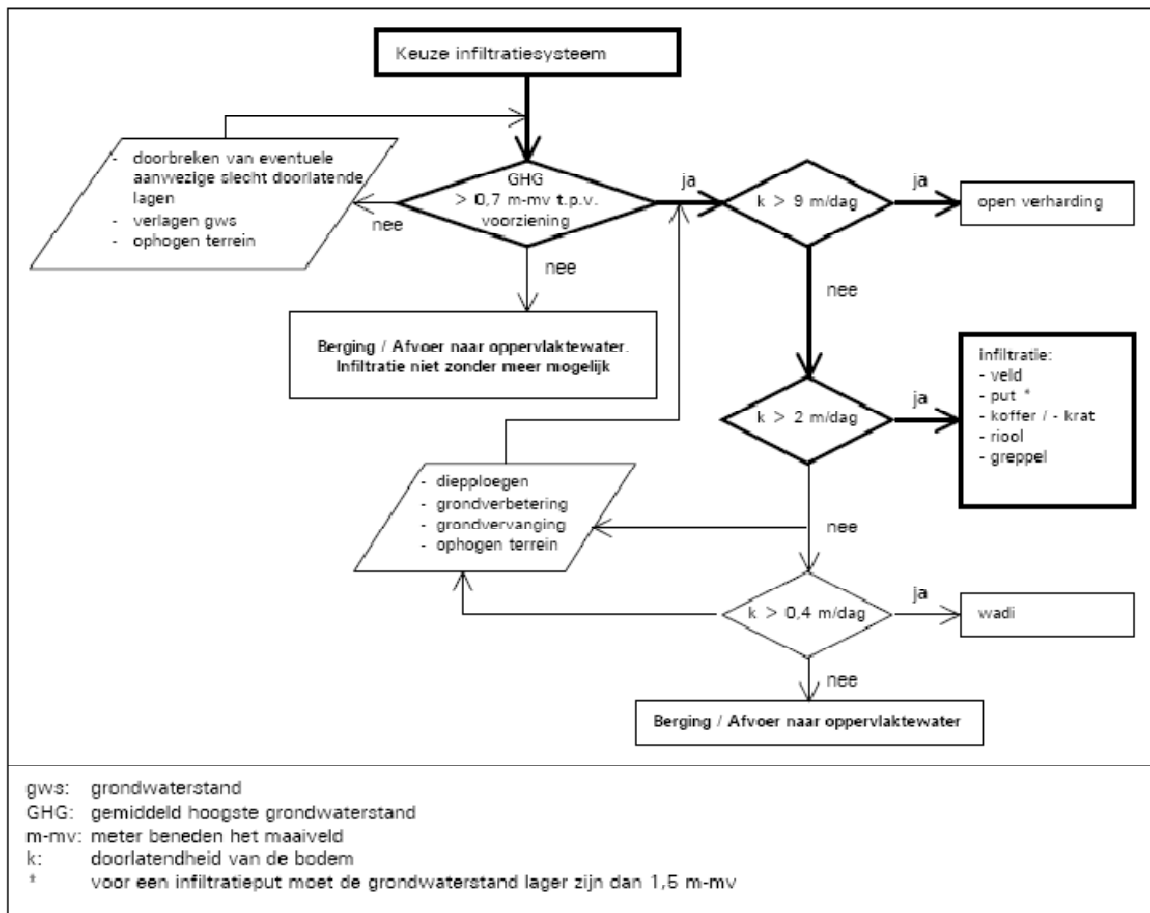 Keuze infiltratiesysteem
- doorbreken van eventuele
aanwezige slecht doorlatende
lagen
- verlagen gws
- ophogen terrein
nee
GHG
> 0,7 m-mv t.p.v.
voorziening
ja
k > 9 m/dag
ja
open verharding
nee
nee
Berging / Afvoer naar oppervlaktewater.
Infiltratie niet zonder meer mogelijk
k > 2 m/dag
ja
infiltratie:
- veld
- put *
- koffer / - krat
- riool
- greppel
- diepploegen
- grondverbetering
- grondvervanging
- ophogen terrein
nee
k > 0,4 m/dag
ja
wadi
nee
Berging / Afvoer naar oppervlaktewater
gws: grondwaterstand
GHG: gemiddeld hoogste grondwaterstand
m-mv: meter beneden het maaiveld
k: doorlatendheid van de bodem
* voor een infiltratieput moet de grondwaterstand lager zijn dan 1,5 m-mv